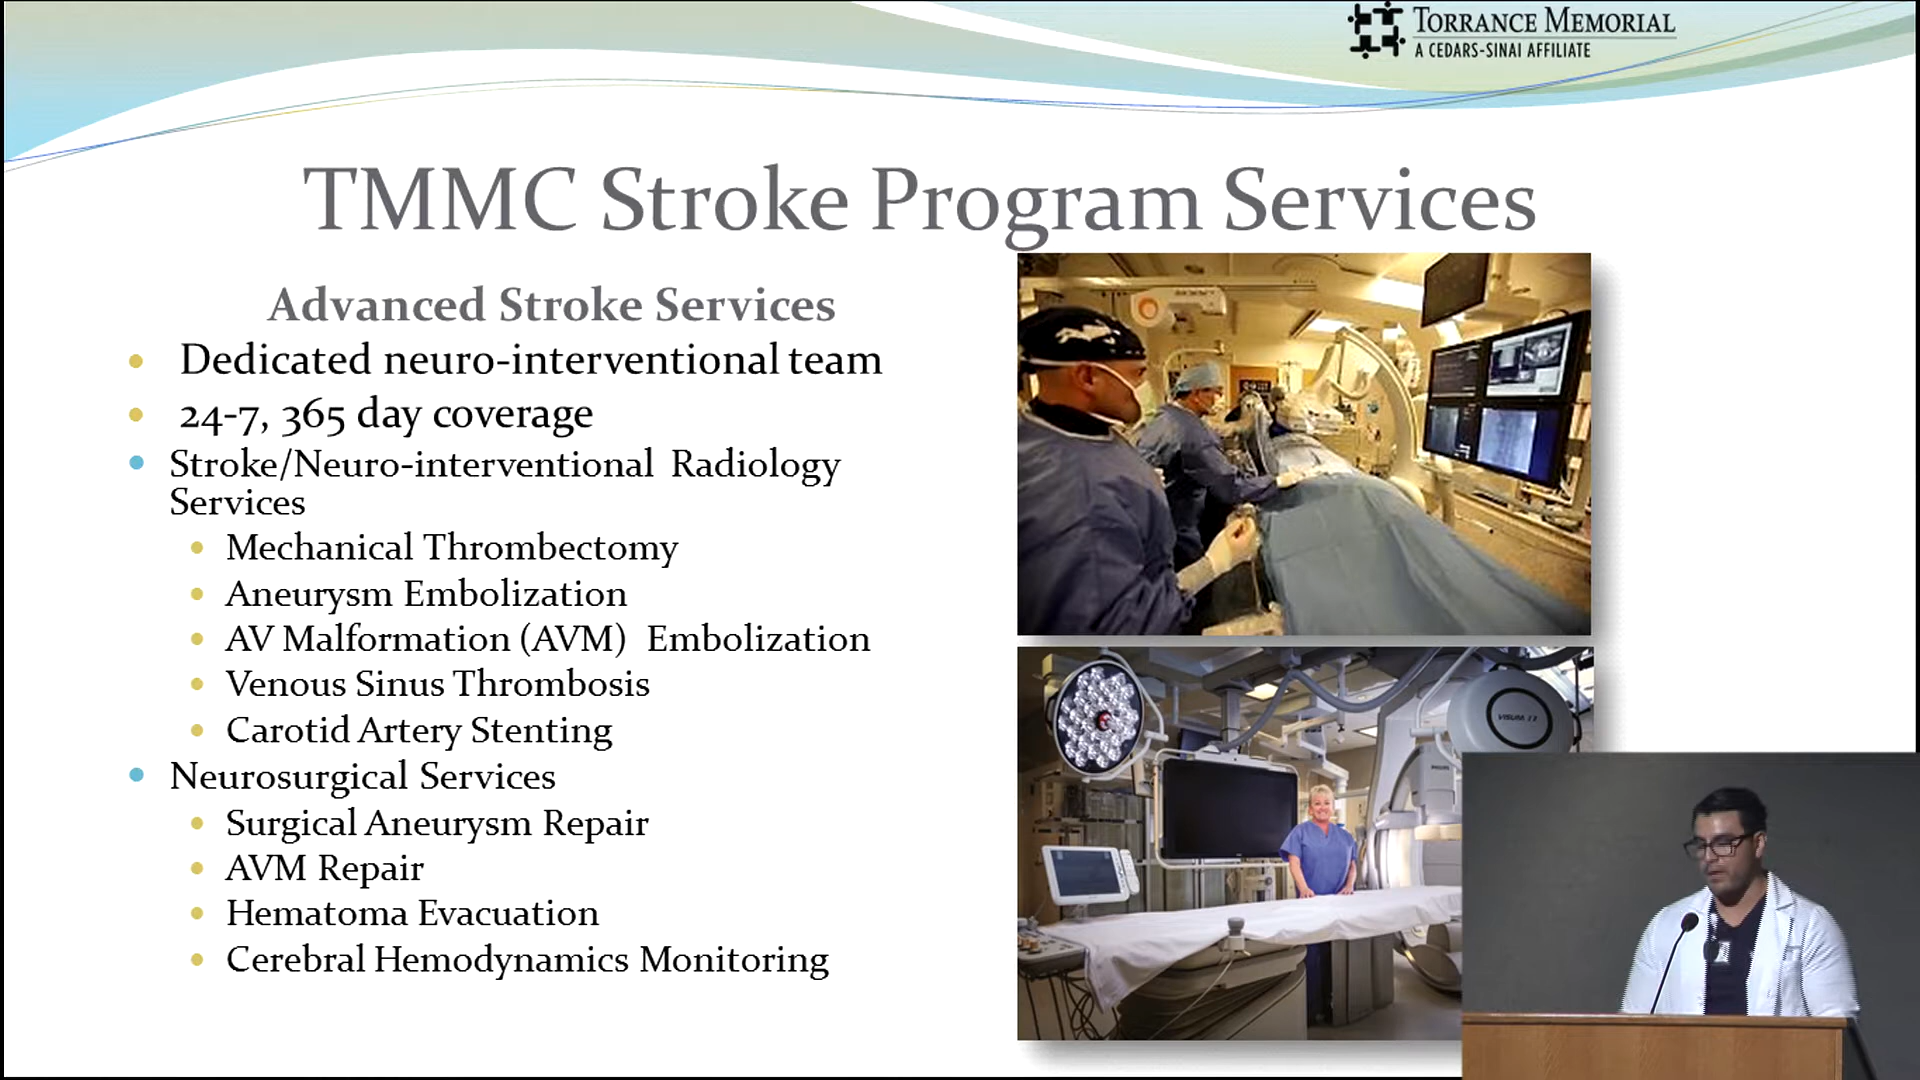 TORRANCE MEMORIAL
A CEDARS-SINAI AFFILIATE
TMMC Stroke Program Services
Advanced Stroke Services
Dedicated neuro-interventional team
24-7, 365 day coverage
Stroke/Neuro-interventional Radiology
Services
Mechanical Thrombectomy
Aneurysm Embolization
AV Malformation (AVM) Embolization
Venous Sinus Thrombosis
Carotid Artery Stenting
Neurosurgical Services
Surgical Aneurysm Repair
AVM Repair
Hematoma Evacuation
Cerebral Hemodynamics Monitoring
PHILIPS